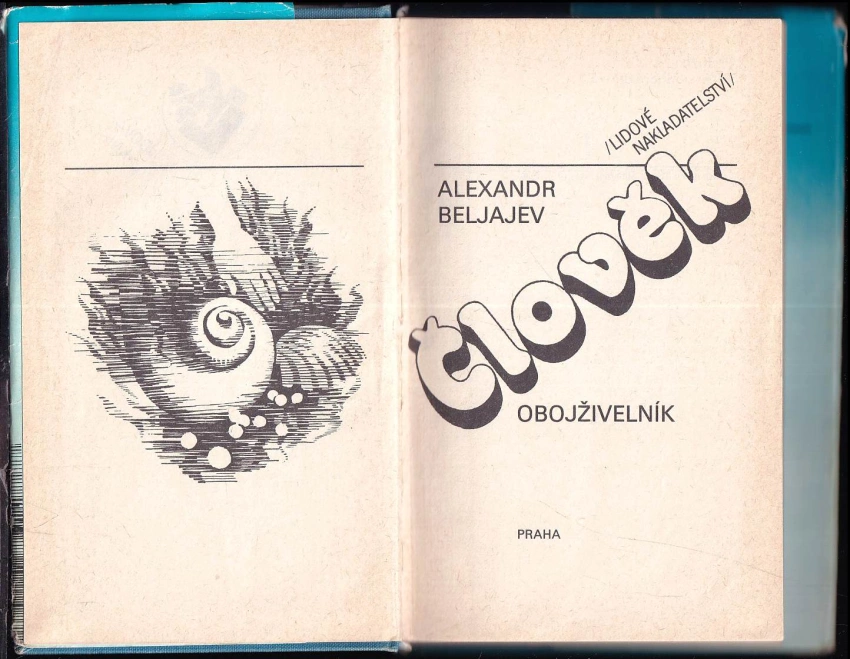 /LIDOVÉ
NAKLADATELSTVÍ/
ALEXANDR
BELJAJEV
Člověk
OBOJŽIVELNÍK
PRAHA